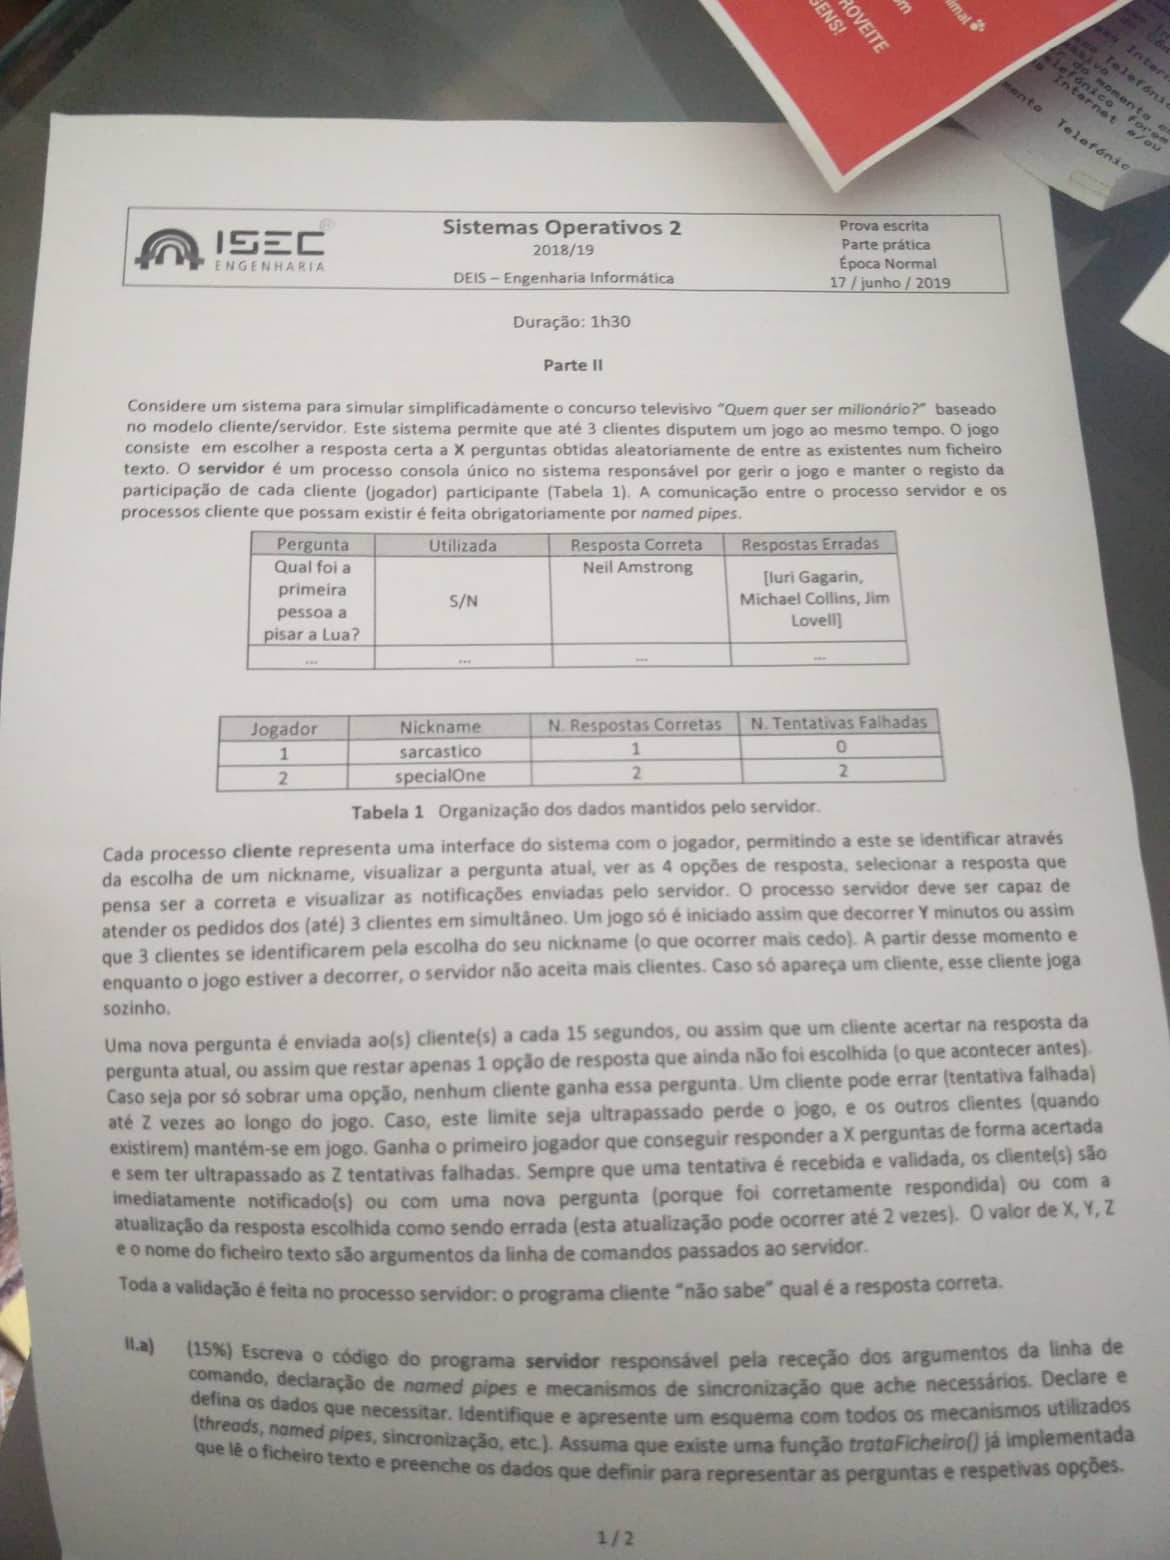 ROVEITE
GENS!
om
imal
Telefónic
ISEC
ENGENHARIA
Sistemas Operativos 2
2018/19
DEIS – Engenharia Informática
Prova escrita
Parte prática
Época Normal
17 / junho / 2019
Duração: 1h30
Parte II
Considere um sistema para simular simplificadamente o concurso televisivo "Quem quer ser milionário?" baseado
no modelo cliente/servidor. Este sistema permite que até 3 clientes disputem um jogo ao mesmo tempo. O jogo
consiste em escolher a resposta certa a X perguntas obtidas aleatoriamente de entre as existentes num ficheiro
texto. O servidor é um processo consola único no sistema responsável por gerir o jogo e manter o registo da
participação de cada cliente (jogador) participante (Tabela 1). A comunicação entre o processo servidor e os
processos cliente que possam existir é feita obrigatoriamente por named pipes.
Pergunta Utilizada Resposta Correta Respostas Erradas
Qual foi a primeira pessoa a pisar a Lua? S/N Neil Amstrong [Iuri Gagarin, Michael Collins, Jim Lovell]
... ... ... ...
Jogador Nickname N. Respostas Corretas N. Tentativas Falhadas
1 sarcastico 1 0
2 specialOne 2 2
Tabela 1 Organização dos dados mantidos pelo servidor.
Cada processo cliente representa uma interface do sistema com o jogador, permitindo a este se identificar através
da escolha de um nickname, visualizar a pergunta atual, ver as 4 opções de resposta, selecionar a resposta que
pensa ser a correta e visualizar as notificações enviadas pelo servidor. O processo servidor deve ser capaz de
atender os pedidos dos (até) 3 clientes em simultâneo. Um jogo só é iniciado assim que decorrer Y minutos ou assim
que 3 clientes se identificarem pela escolha do seu nickname (o que ocorrer mais cedo). A partir desse momento e
enquanto o jogo estiver a decorrer, o servidor não aceita mais clientes. Caso só apareça um cliente, esse cliente joga
sozinho.
Uma nova pergunta é enviada ao(s) cliente(s) a cada 15 segundos, ou assim que um cliente acertar na resposta da
pergunta atual, ou assim que restar apenas 1 opção de resposta que ainda não foi escolhida (o que acontecer antes).
Caso seja por só sobrar uma opção, nenhum cliente ganha essa pergunta. Um cliente pode errar (tentativa falhada)
até Z vezes ao longo do jogo. Caso, este limite seja ultrapassado perde o jogo, e os outros clientes (quando
existirem) mantém-se em jogo. Ganha o primeiro jogador que conseguir responder a X perguntas de forma acertada
e sem ter ultrapassado as Z tentativas falhadas. Sempre que uma tentativa é recebida e validada, os cliente(s) são
imediatamente notificado(s) ou com uma nova pergunta (porque foi corretamente respondida) ou com a
atualização da resposta escolhida como sendo errada (esta atualização pode ocorrer até 2 vezes). O valor de X, Y, Z
e o nome do ficheiro texto são argumentos da linha de comandos passados ao servidor.
Toda a validação é feita no processo servidor: o programa cliente "não sabe" qual é a resposta correta.
II.a) (15%) Escreva o código do programa servidor responsável pela receção dos argumentos da linha de
comando, declaração de named pipes e mecanismos de sincronização que ache necessários. Declare e
defina os dados que necessitar. Identifique e apresente um esquema com todos os mecanismos utilizados
(threads, named pipes, sincronização, etc.). Assuma que existe uma função trataFicheiro() já implementada
que lê o ficheiro texto e preenche os dados que definir para representar as perguntas e respetivas opções.
1 / 2